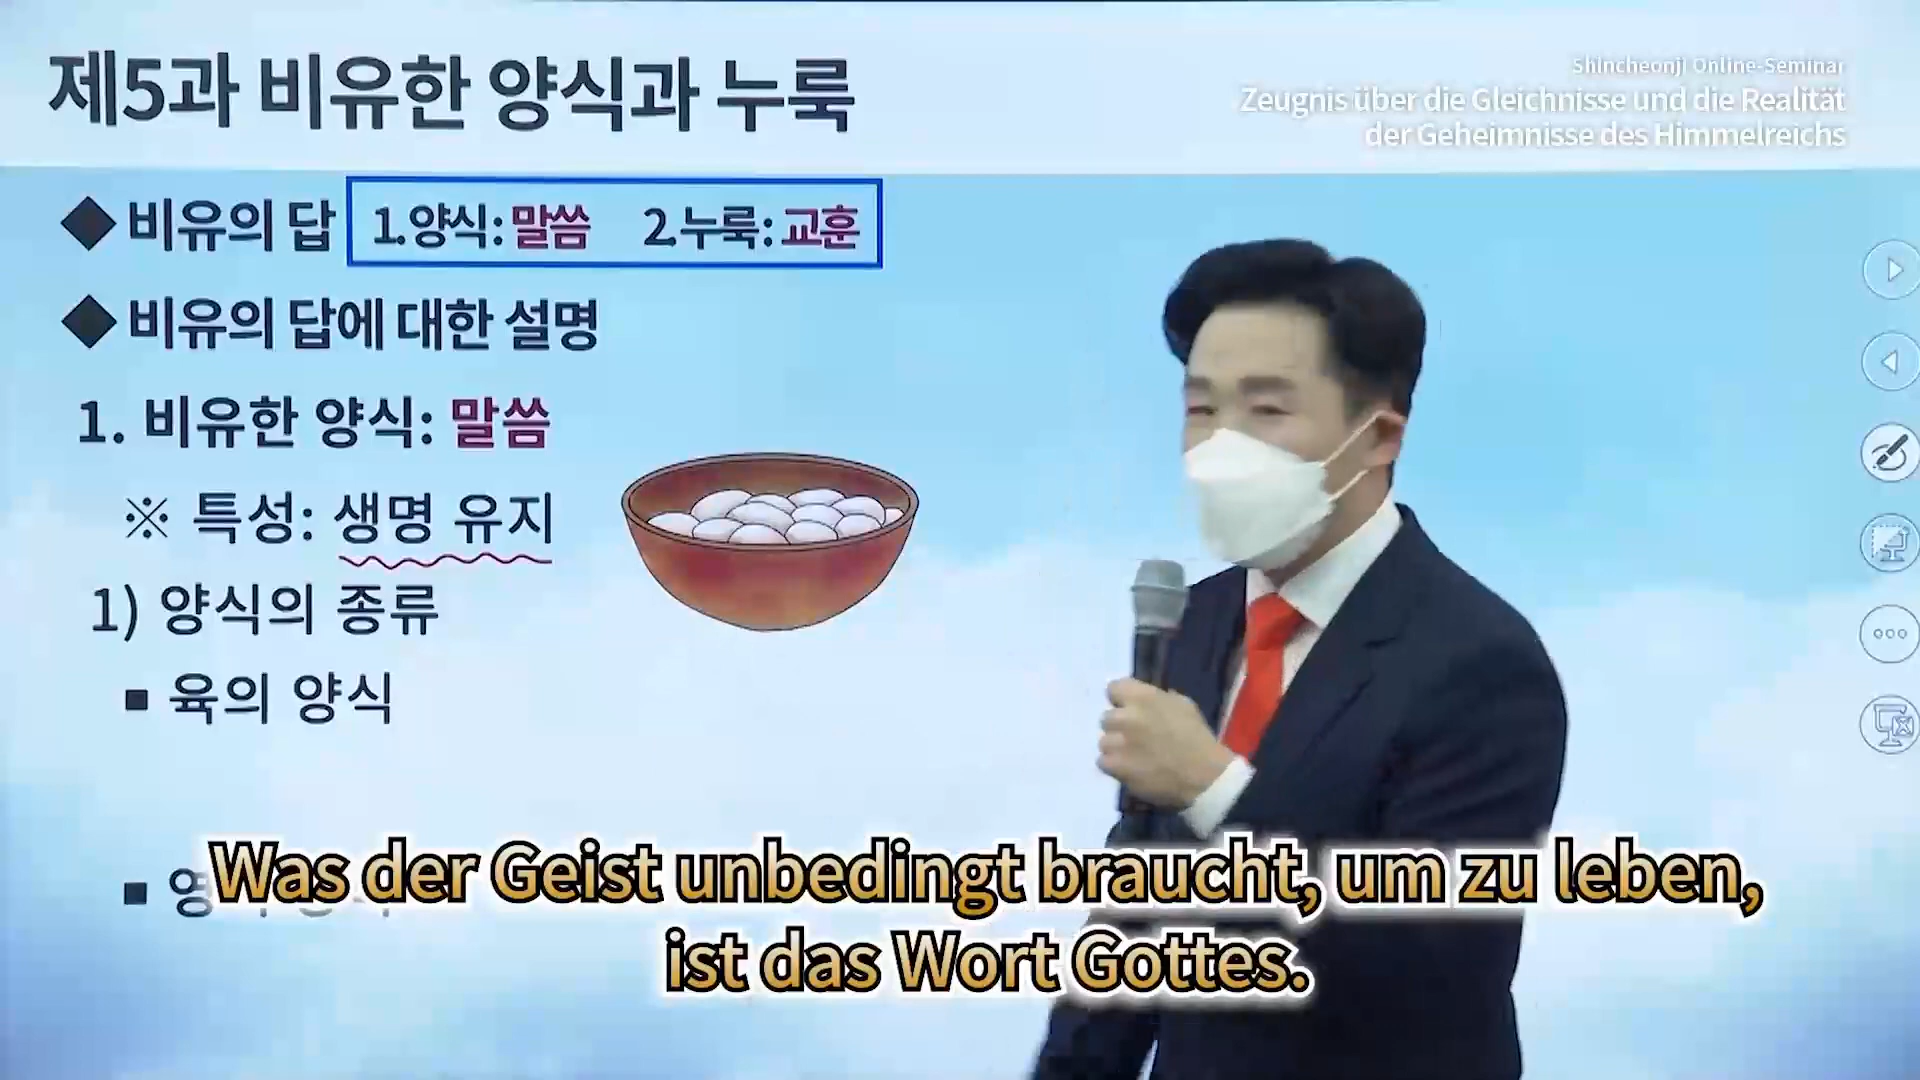 제5과 비유한 양식과 누룩
Shincheonji Online-Seminar
Zeugnis über die Gleichnisse und die Realität
der Geheimnisse des Himmelreichs
◆ 비유의 답 1.양식: 말씀 2.누룩: 교훈
◆ 비유의 답에 대한 설명
1. 비유한 양식: 말씀
※ 특성: 생명 유지
1) 양식의 종류
▪ 육의 양식
Was der Geist unbedingt braucht, um zu leben,
ist das Wort Gottes.